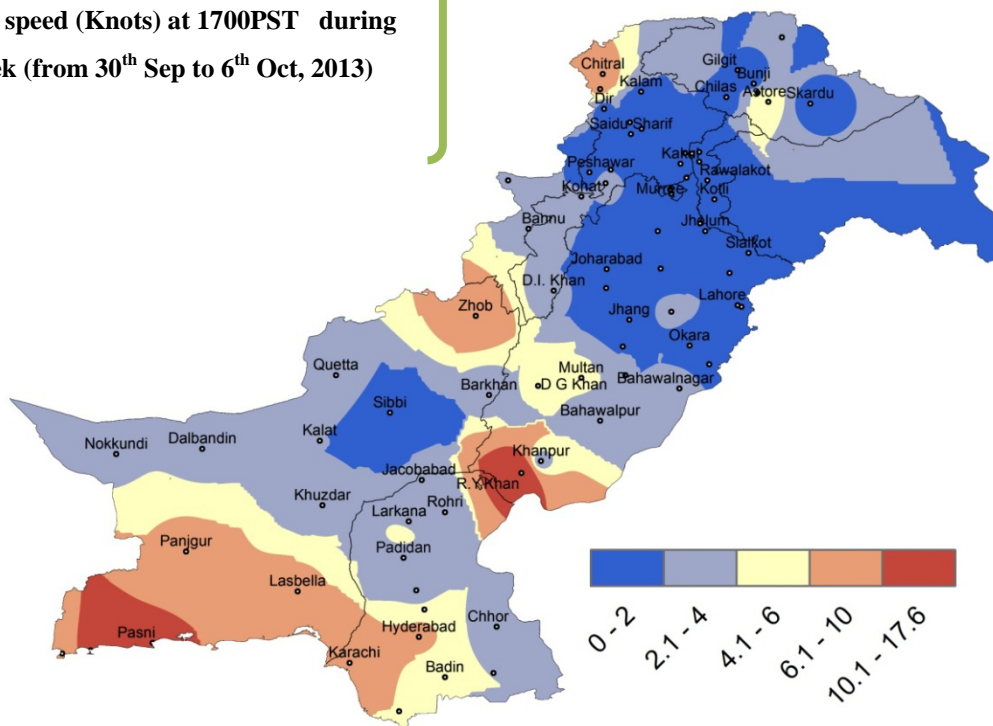 speed (Knots) at 1700PST during
ek (from 30th Sep to 6th Oct, 2013)
Chitral
Gilgit
Bunji
Kalam
Chilas
Astore
Skardu
Dir
Saidu Sharif
Peshawar
Rawalakot
Kohat
Murree
Kotli
Bannu
Jhelum
Sialkot
Joharabad
D.I. Khan
Zhob
Lahore
Jhang
Okara
Quetta
Multan
D G Khan
Bahawalnagar
Barkhan
Sibbi
Bahawalpur
Kalat
Nokkundi
Dalbandin
Khanpur
Jacobabad
R.Y.Khan
Khuzdar
Rohri
Larkana
Panjgur
Padidan
Lasbella
Chhor
Pasni
Hyderabad
Karachi
Badin
0 - 2
2.1 - 4
4.1 - 6
6.1 - 10
10.1 - 17.6